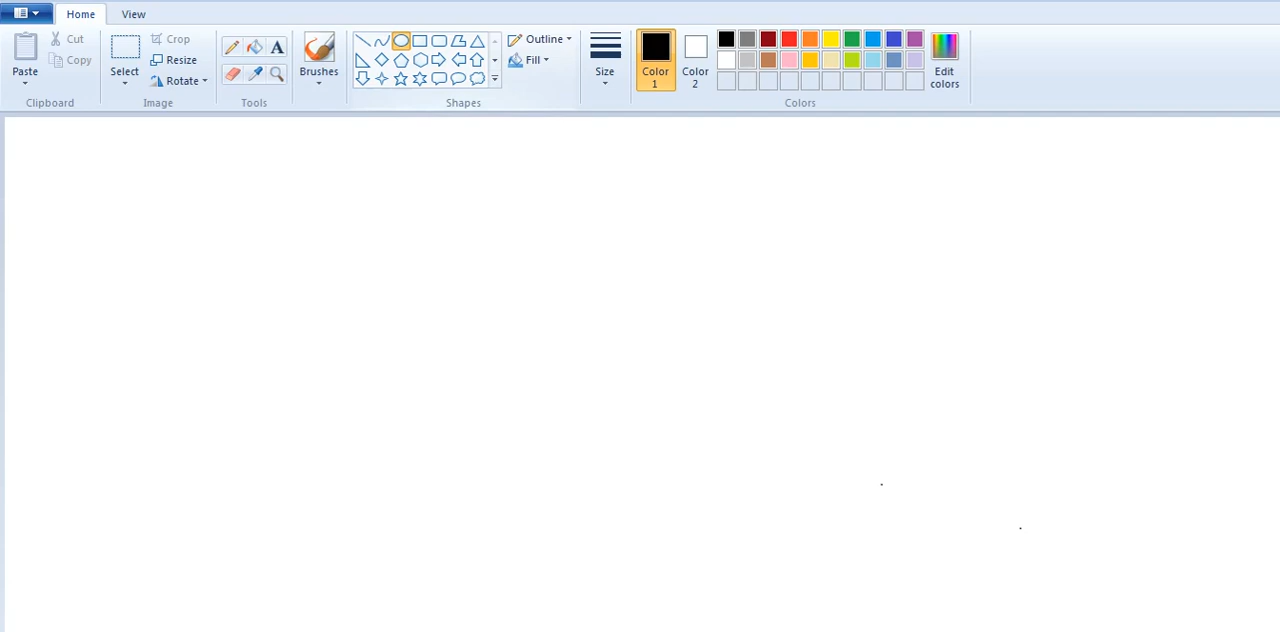 Home View
Cut Crop Outline
Copy Resize Fill
Paste Select Rotate Brushes Size Color 1 Color 2 Edit colors
A
Clipboard Image Tools Shapes Colors